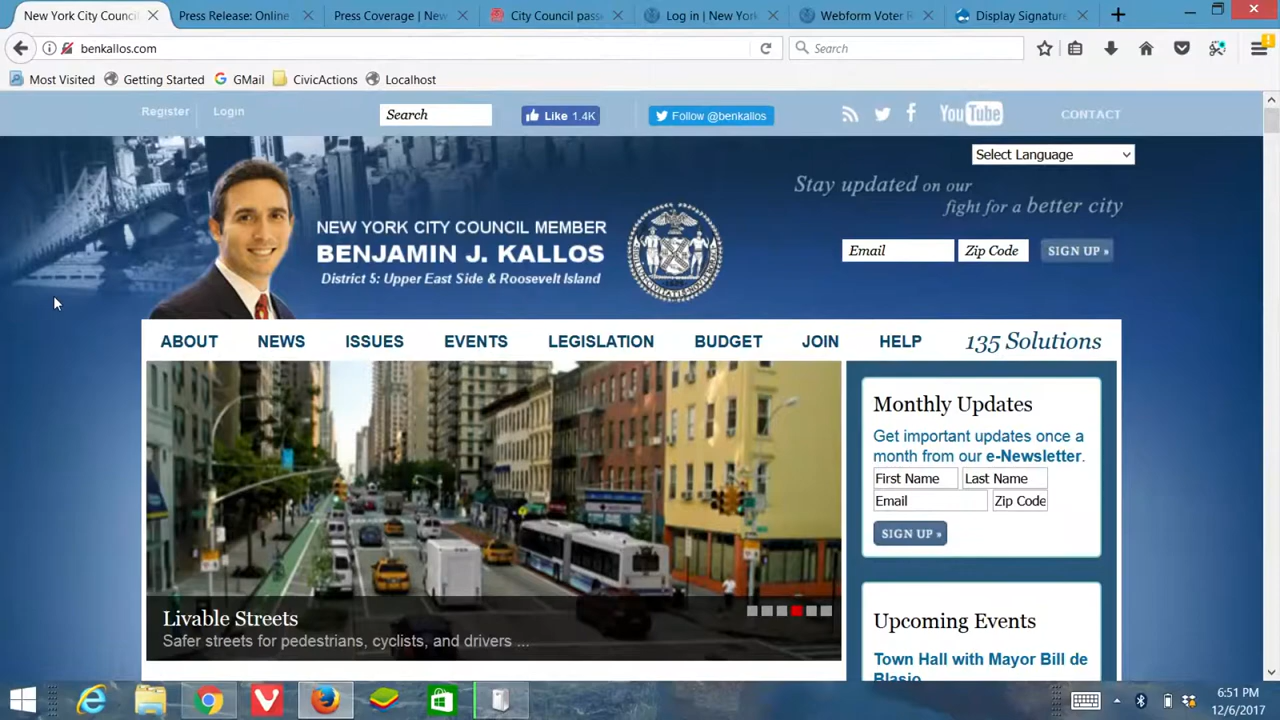 New York City Counci
Press Release: Online
Press Coverage | New
City Council pass
Log in | New York
Webform Voter R
Display Signature
benkallos.com
Search
Most Visited
Getting Started
GMail
CivicActions
Localhost
Register
Login
Search
Like 1.4K
Follow @benkallos
YouTube
CONTACT
Select Language
Stay updated on our
fight for a better city
NEW YORK CITY COUNCIL MEMBER
BENJAMIN J. KALLOS
District 5: Upper East Side & Roosevelt Island
Email
Zip Code
SIGN UP »
ABOUT
NEWS
ISSUES
EVENTS
LEGISLATION
BUDGET
JOIN
HELP
135 Solutions
Livable Streets
Safer streets for pedestrians, cyclists, and drivers ...
Monthly Updates
Get important updates once a
month from our e-Newsletter.
First Name
Last Name
Email
Zip Code
SIGN UP »
Upcoming Events
Town Hall with Mayor Bill de
Blasio
6:51 PM
12/6/2017